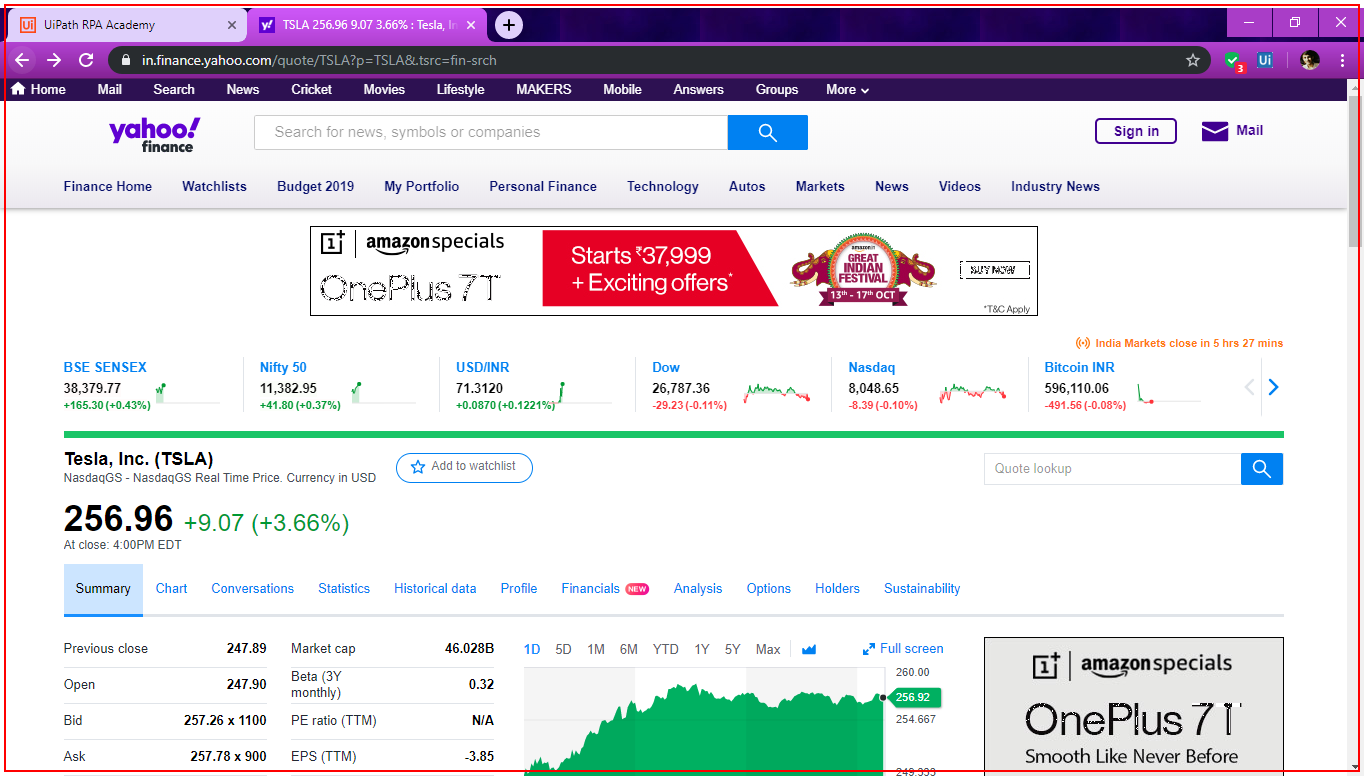 UiPath RPA Academy
TSLA 256.96 9.07 3.66% : Tesla, In
in.finance.yahoo.com/quote/TSLA?p=TSLA&.tsrc=fin-srch
3
Ui
Home Mail Search News Cricket Movies Lifestyle MAKERS Mobile Answers Groups More
yahoo!
finance
Search for news, symbols or companies
Sign in
Mail
Finance Home Watchlists Budget 2019 My Portfolio Personal Finance Technology Autos Markets News Videos Industry News
1+ | amazonspecials
OnePlus 7T
Starts ₹37,999
+ Exciting offers*
amazon.in
GREAT
INDIAN
FESTIVAL
13th - 17th OCT
BUY NOW
*T&C Apply
India Markets close in 5 hrs 27 mins
BSE SENSEX
38,379.77
+165.30 (+0.43%)
Nifty 50
11,382.95
+41.80 (+0.37%)
USD/INR
71.3120
+0.0870 (+0.1221%)
Dow
26,787.36
-29.23 (-0.11%)
Nasdaq
8,048.65
-8.39 (-0.10%)
Bitcoin INR
596,110.06
-491.56 (-0.08%)
Tesla, Inc. (TSLA)
NasdaqGS - NasdaqGS Real Time Price. Currency in USD
Add to watchlist
Quote lookup
256.96 +9.07 (+3.66%)
At close: 4:00PM EDT
Summary Chart Conversations Statistics Historical data Profile Financials NEW Analysis Options Holders Sustainability
Previous close 247.89
Open 247.90
Bid 257.26 x 1100
Ask 257.78 x 900
Market cap 46.028B
Beta (3Y
monthly) 0.32
PE ratio (TTM) N/A
EPS (TTM) -3.85
1D 5D 1M 6M YTD 1Y 5Y Max
Full screen
260.00
256.92
254.667
249.333
1+ | amazonspecials
OnePlus 7T
Smooth Like Never Before